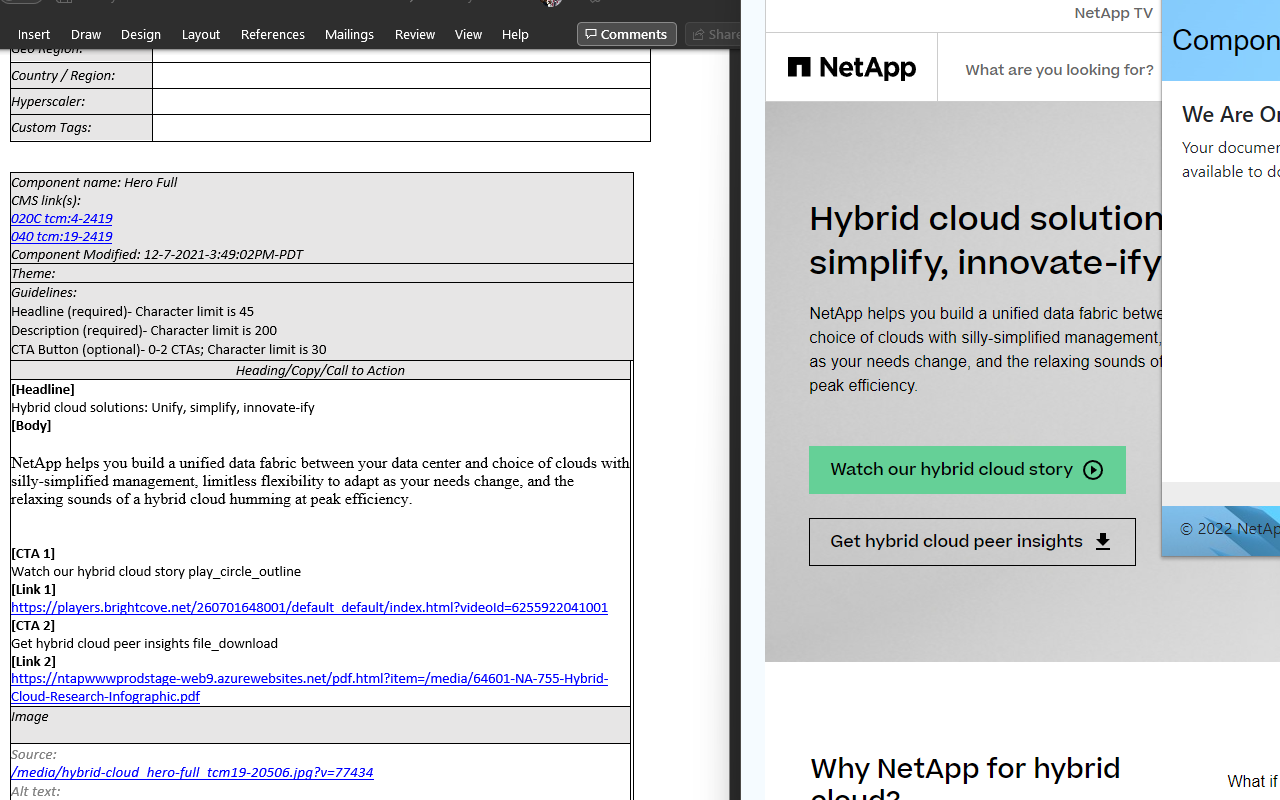 Insert Draw Design Layout References Mailings Review View Help Comments Share
Geo Region:
Country / Region:
Hyperscaler:
Custom Tags:
Component name: Hero Full
CMS link(s):
020C tcm:4-2419
040 tcm:19-2419
Component Modified: 12-7-2021-3:49:02PM-PDT
Theme:
Guidelines:
Headline (required)- Character limit is 45
Description (required)- Character limit is 200
CTA Button (optional)- 0-2 CTAs; Character limit is 30
Heading/Copy/Call to Action
[Headline]
Hybrid cloud solutions: Unify, simplify, innovate-ify
[Body]
NetApp helps you build a unified data fabric between your data center and choice of clouds with
silly-simplified management, limitless flexibility to adapt as your needs change, and the
relaxing sounds of a hybrid cloud humming at peak efficiency.
[CTA 1]
Watch our hybrid cloud story play_circle_outline
[Link 1]
https://players.brightcove.net/260701648001/default_default/index.html?videoId=6255922041001
[CTA 2]
Get hybrid cloud peer insights file_download
[Link 2]
https://ntapwwwprodstage-web9.azurewebsites.net/pdf.html?item=/media/64601-NA-755-Hybrid-
Cloud-Research-Infographic.pdf
Image
Source:
/media/hybrid-cloud_hero-full_tcm19-20506.jpg?v=77434
Alt text:
NetApp TV
NetApp
What are you looking for?
Hybrid cloud solution
simplify, innovate-ify
NetApp helps you build a unified data fabric betwe
choice of clouds with silly-simplified management,
as your needs change, and the relaxing sounds of
peak efficiency.
Watch our hybrid cloud story
Get hybrid cloud peer insights
Why NetApp for hybrid
cloud?
What if
Compon
We Are On
Your documen
available to do
© 2022 NetAp